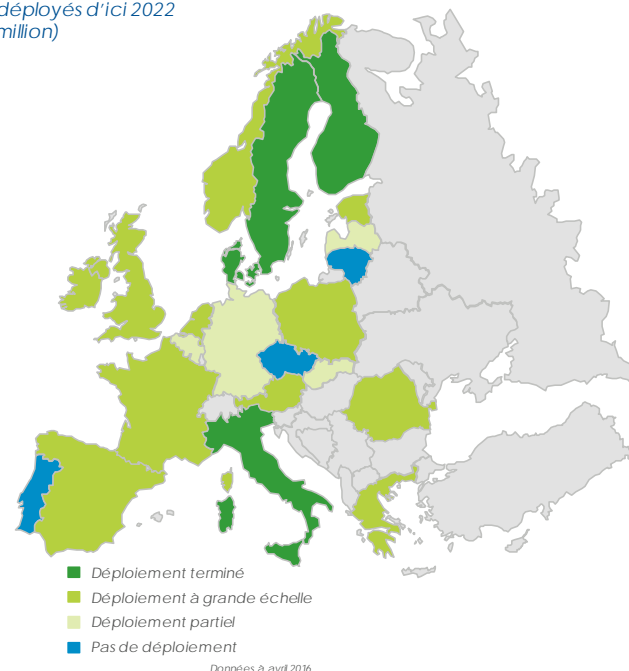 déployés d'ici 2022
million)
Déploiement terminé
Déploiement à grande échelle
Déploiement partiel
Pas de déploiement
Données à avril 2016